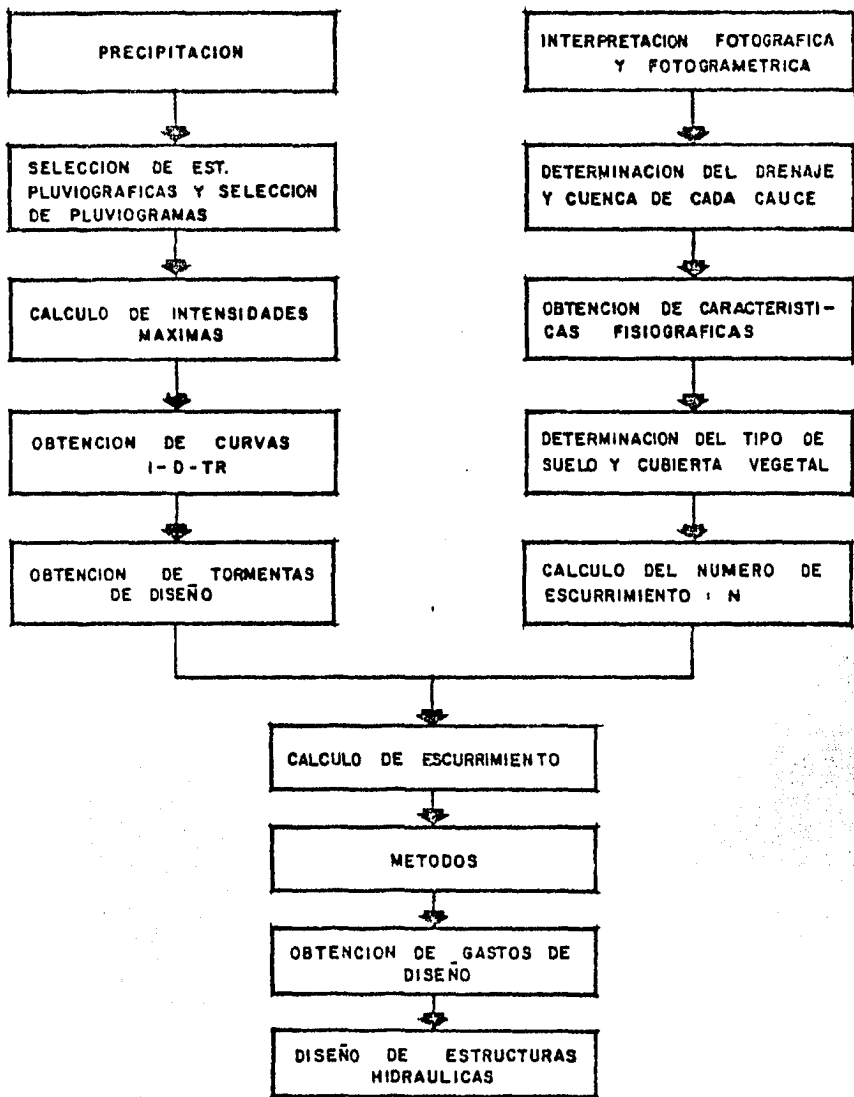 PRECIPITACION
SELECCION DE EST.
PLUVIOGRAFICAS Y SELECCION
DE PLUVIOGRAMAS
CALCULO DE INTENSIDADES
MAXIMAS
OBTENCION DE CURVAS
I-D-TR
OBTENCION DE TORMENTAS
DE DISEÑO
INTERPRETACION FOTOGRAFICA
Y FOTOGRAMETRICA
DETERMINACION DEL DRENAJE
Y CUENCA DE CADA CAUCE
OBTENCION DE CARACTERISTI-
CAS FISIOGRAFICAS
DETERMINACION DEL TIPO DE
SUELO Y CUBIERTA VEGETAL
CALCULO DEL NUMERO DE
ESCURRIMIENTO : N
CALCULO DE ESCURRIMIENTO
METODOS
OBTENCION DE GASTOS DE
DISEÑO
DISEÑO DE ESTRUCTURAS
HIDRAULICAS